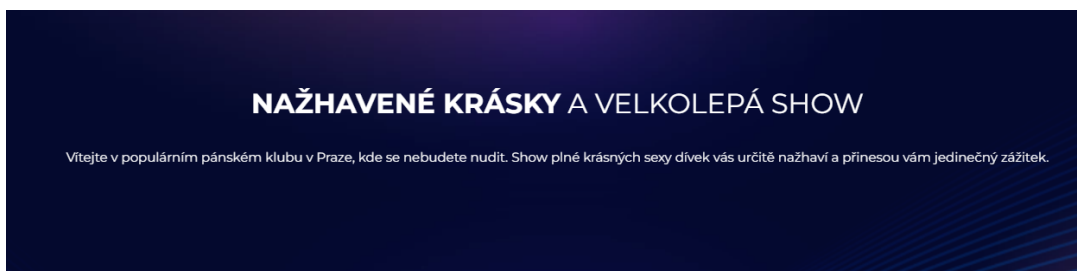 NAŽHAVENÉ KRÁSKY A VELKOLEPÁ SHOW
Vítejte v populárním pánském klubu v Praze, kde se nebudete nudit. Show plné krásných sexy dívek vás určitě nažhaví a přinesou vám jedinečný zážitek.